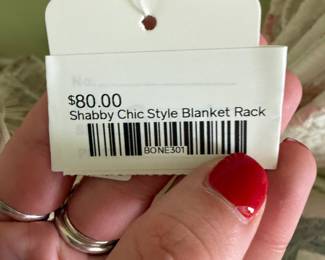 $80.00
Shabby Chic Style Blanket Rack
BONE301